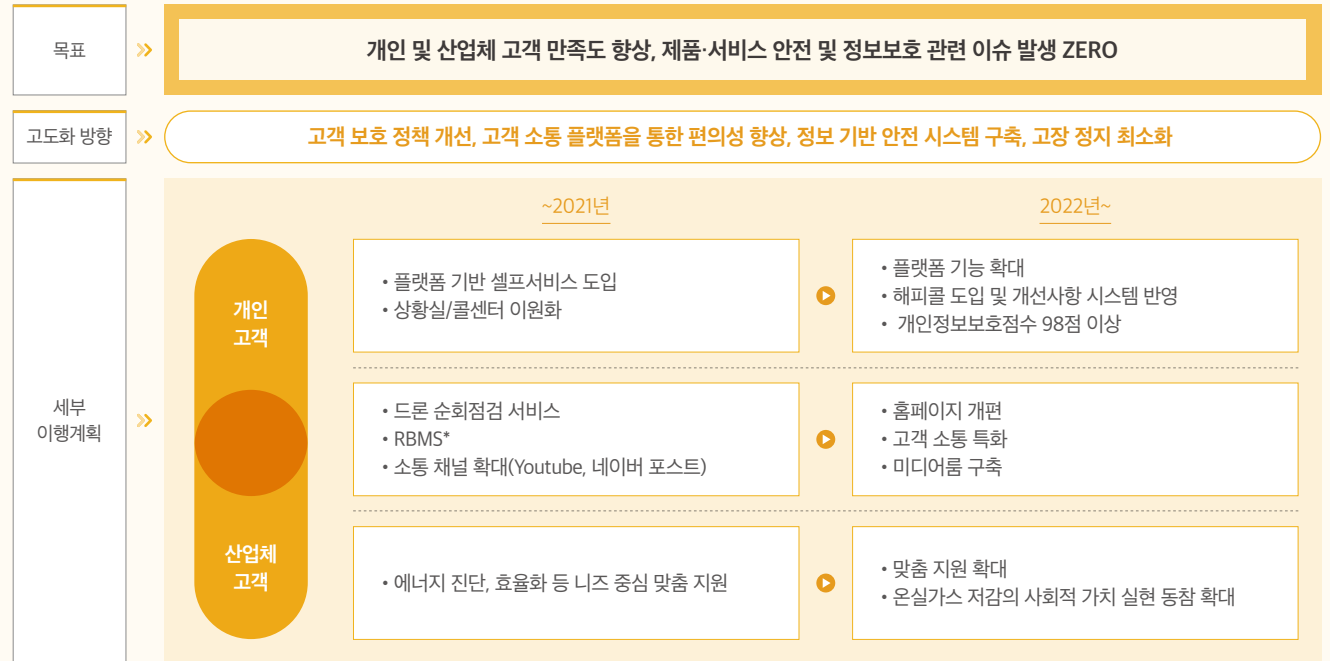 목표
개인 및 산업체 고객 만족도 향상, 제품·서비스 안전 및 정보보호 관련 이슈 발생 ZERO
고도화 방향
고객 보호 정책 개선, 고객 소통 플랫폼을 통한 편의성 향상, 정보 기반 안전 시스템 구축, 고장 정지 최소화
세부
이행계획
~2021년
2022년~
개인
고객
• 플랫폼 기반 셀프서비스 도입
• 상황실/콜센터 이원화
• 플랫폼 기능 확대
• 해피콜 도입 및 개선사항 시스템 반영
• 개인정보보호점수 98점 이상
• 드론 순회점검 서비스
• RBMS*
• 소통 채널 확대(Youtube, 네이버 포스트)
• 홈페이지 개편
• 고객 소통 특화
• 미디어룸 구축
산업체
고객
• 에너지 진단, 효율화 등 니즈 중심 맞춤 지원
• 맞춤 지원 확대
• 온실가스 저감의 사회적 가치 실현 동참 확대